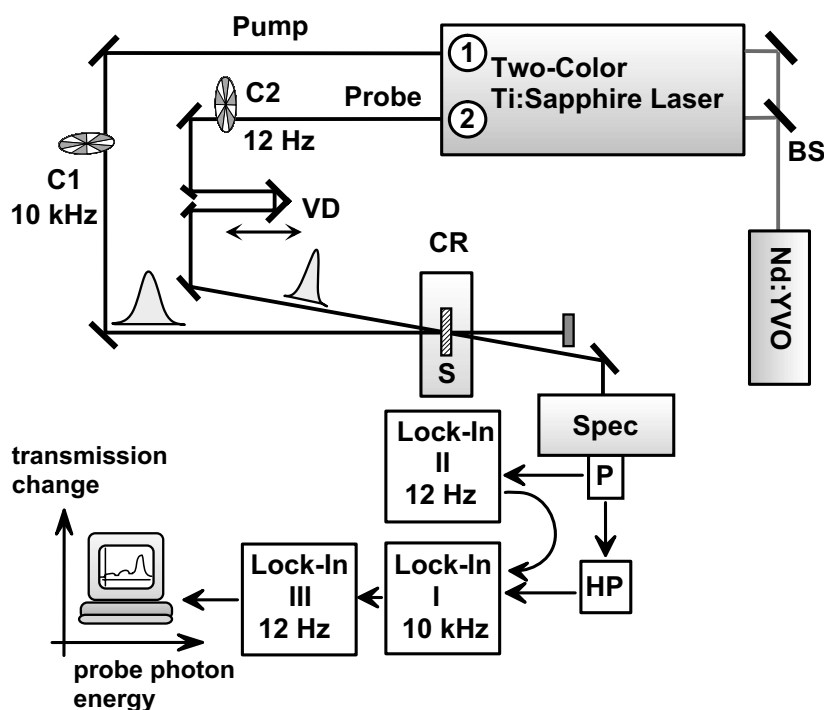 Pump
1
Two-Color
Ti:Sapphire Laser
C2
Probe
2
12 Hz
BS
C1
10 kHz
VD
CR
Nd:YVO
S
Spec
Lock-In
II
12 Hz
P
transmission
change
Lock-In
III
12 Hz
Lock-In
I
10 kHz
HP
probe photon
energy